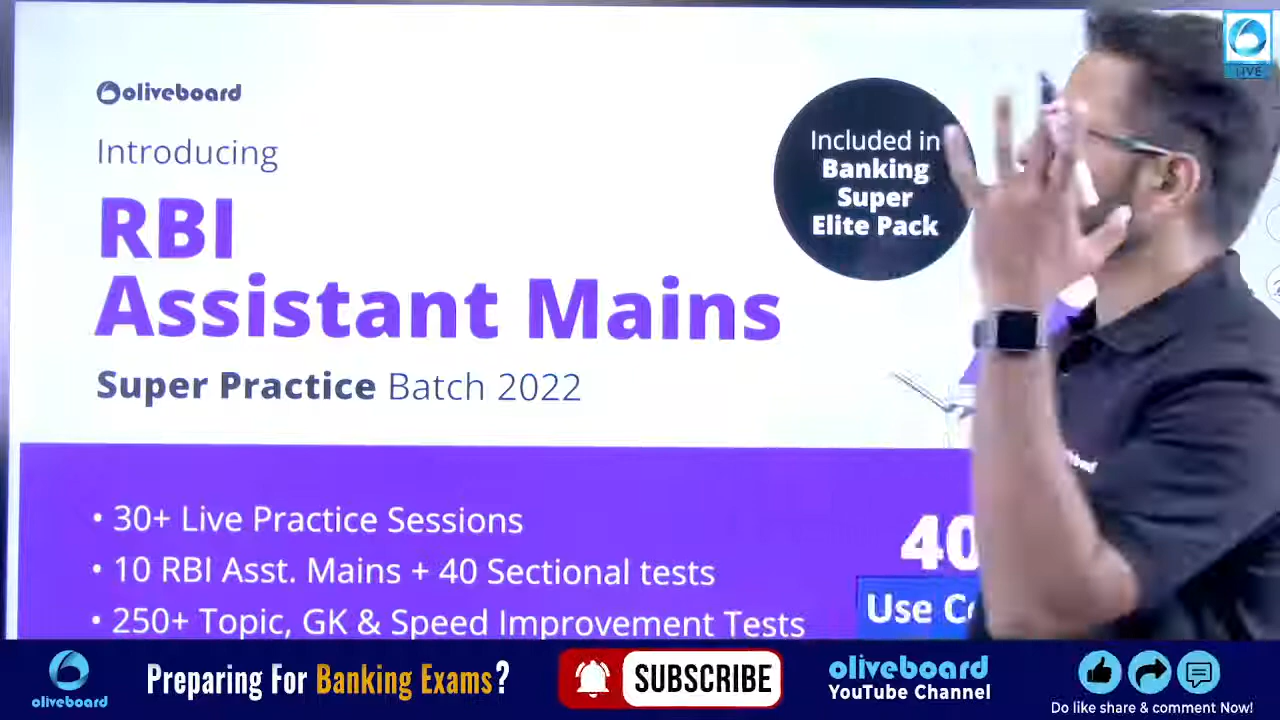 oliveboard
Introducing
RBI
Assistant Mains
Super Practice Batch 2022
Included in
Banking
Super
Elite Pack
LIVE
• 30+ Live Practice Sessions
• 10 RBI Asst. Mains + 40 Sectional tests
• 250+ Topic, GK & Speed Improvement Tests
40
Use
oliveboard
Preparing For Banking Exams?
SUBSCRIBE
oliveboard
YouTube Channel
Do like share & comment Now!